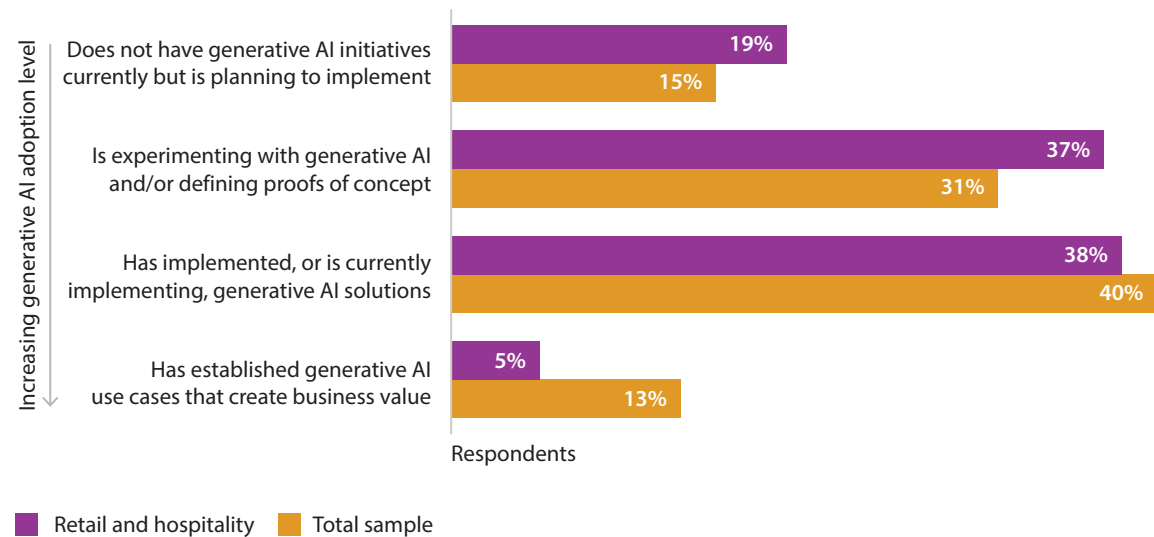 Increasing generative AI adoption level
Does not have generative AI initiatives
currently but is planning to implement
19%
15%
Is experimenting with generative AI
and/or defining proofs of concept
37%
31%
Has implemented, or is currently
implementing, generative AI solutions
38%
40%
Has established generative AI
use cases that create business value
5%
13%
Respondents
Retail and hospitality
Total sample